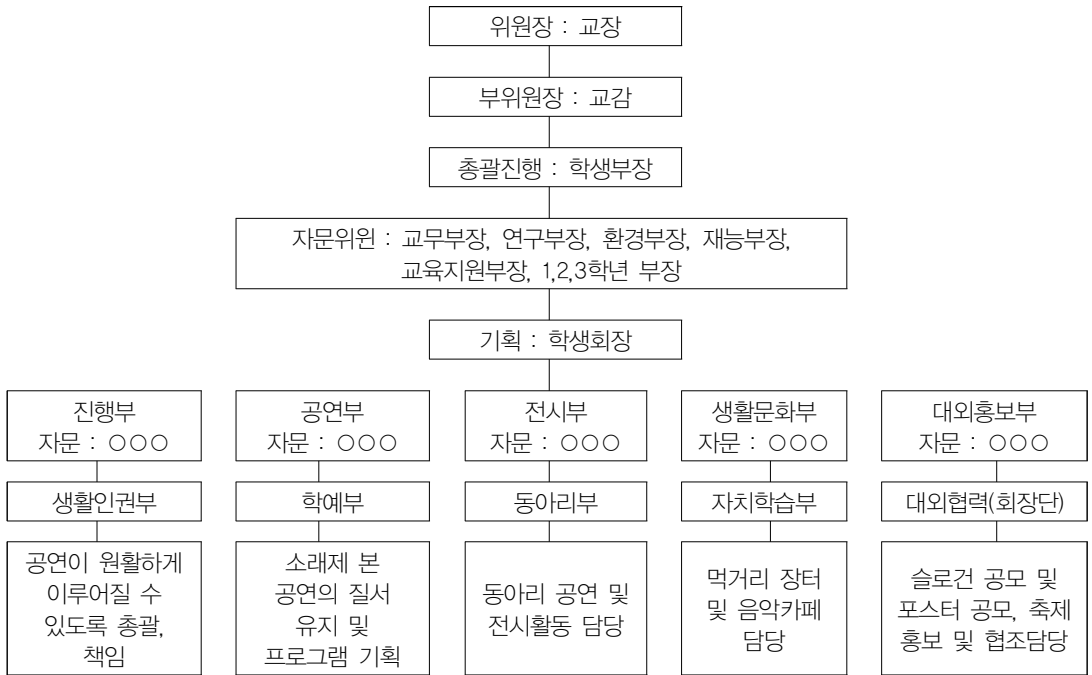 위원장 : 교장
부위원장 : 교감
총괄진행 : 학생부장
자문위원 : 교무부장, 연구부장, 환경부장, 재능부장,
교육지원부장, 1,2,3학년 부장
기획 : 학생회장
진행부
자문 : ○○○
공연부
자문 : ○○○
전시부
자문 : ○○○
생활문화부
자문 : ○○○
대외홍보부
자문 : ○○○
생활인권부
학예부
동아리부
자치학습부
대외협력(회장단)
공연이 원활하게
이루어질 수
있도록 총괄,
책임
소래제 본
공연의 질서
유지 및
프로그램 기획
동아리 공연 및
전시활동 담당
먹거리 장터
및 음악카페
담당
슬로건 공모 및
포스터 공모, 축제
홍보 및 협조담당